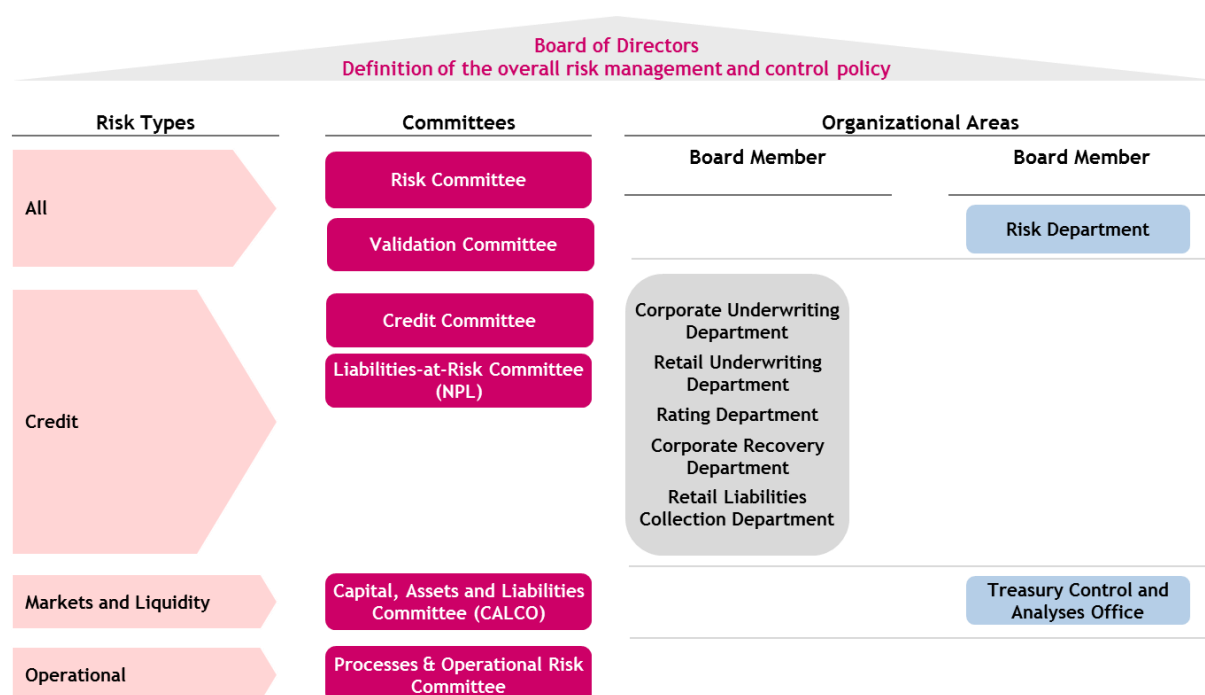 Board of Directors
Definition of the overall risk management and control policy
Risk Types
Committees
Organizational Areas
Board Member
Board Member
All
Risk Committee
Validation Committee
Risk Department
Credit
Credit Committee
Liabilities-at-Risk Committee
(NPL)
Corporate Underwriting
Department
Retail Underwriting
Department
Rating Department
Corporate Recovery
Department
Retail Liabilities
Collection Department
Markets and Liquidity
Capital, Assets and Liabilities
Committee (CALCO)
Treasury Control and
Analyses Office
Operational
Processes & Operational Risk
Committee